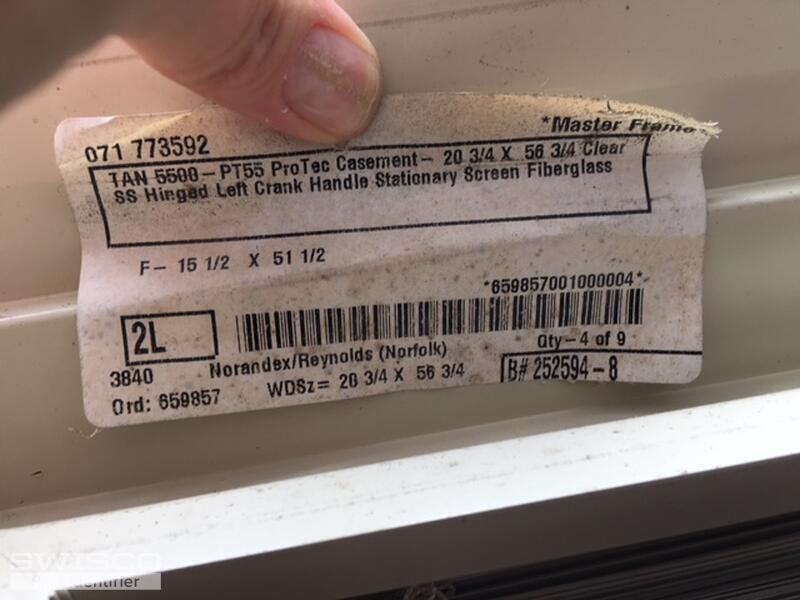 *Master Frame
071 773592
TAN 5500 - PT55 ProTec Casement - 20 3/4 X 56 3/4 Clear
SS Hinged Left Crank Handle Stationary Screen Fiberglass
F- 15 1/2 X 51 1/2
*659857001000004*
2L
Qty - 4 of 9
3840
Norandex/Reynolds (Norfolk)
B# 252594-8
Ord: 659857
WDSz= 20 3/4 X 56 3/4
SWISCO